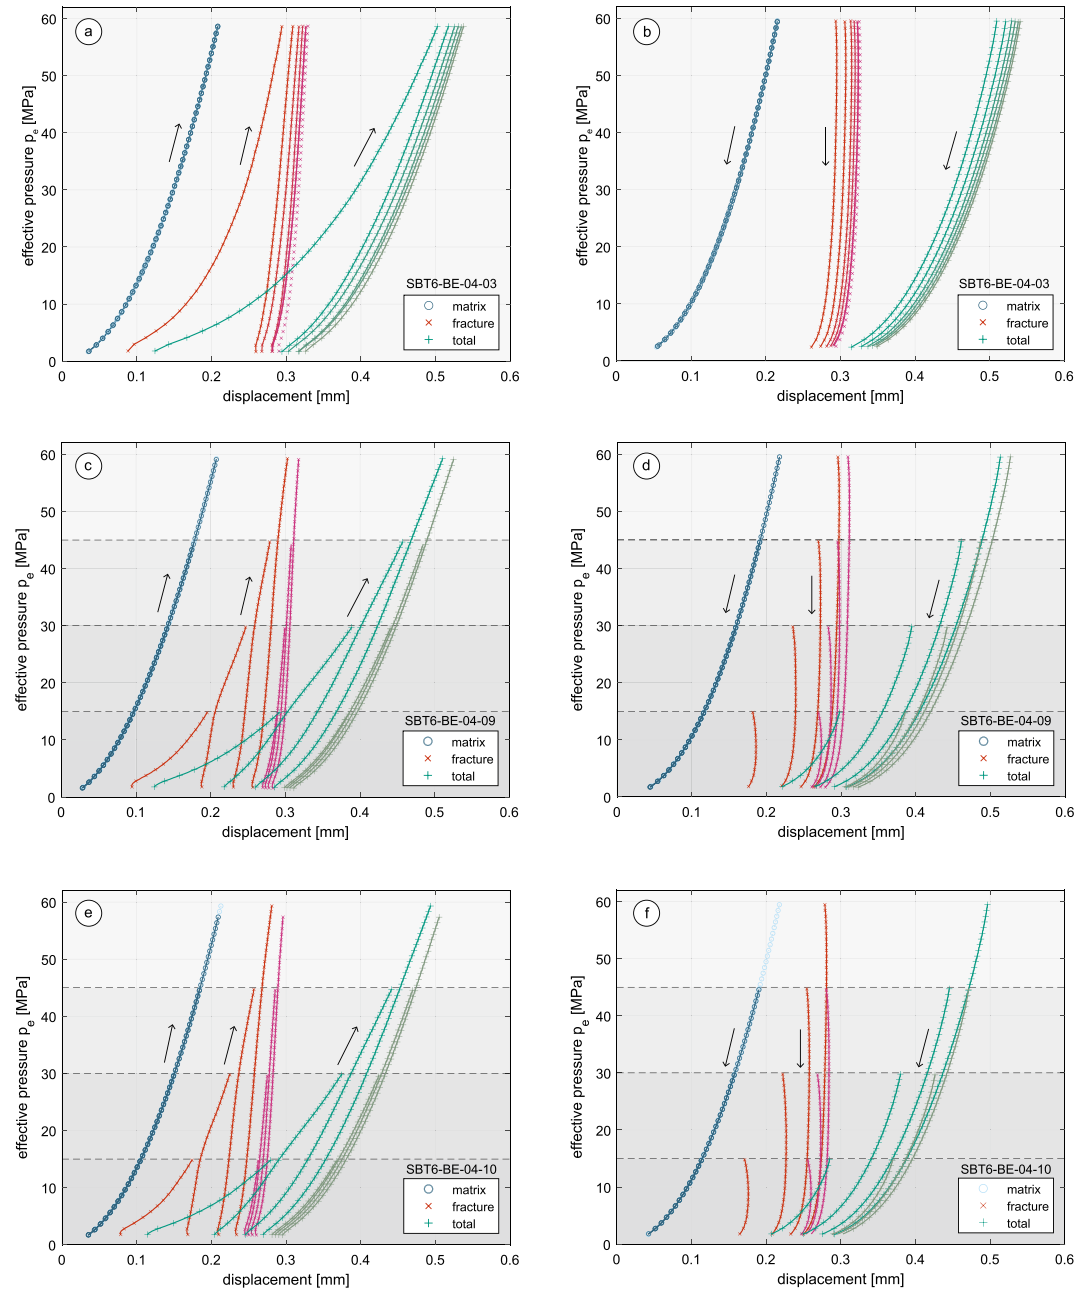 a
60
50
40
30
20
10
0
effective pressure pe [MPa]
SBT6-BE-04-03
matrix
fracture
total
0 0.1 0.2 0.3 0.4 0.5 0.6
displacement [mm]
b
60
50
40
30
20
10
0
effective pressure pe [MPa]
SBT6-BE-04-03
matrix
fracture
total
0 0.1 0.2 0.3 0.4 0.5 0.6
displacement [mm]
c
60
50
40
30
20
10
0
effective pressure pe [MPa]
SBT6-BE-04-09
matrix
fracture
total
0 0.1 0.2 0.3 0.4 0.5 0.6
displacement [mm]
d
60
50
40
30
20
10
0
effective pressure pe [MPa]
SBT6-BE-04-09
matrix
fracture
total
0 0.1 0.2 0.3 0.4 0.5 0.6
displacement [mm]
e
60
50
40
30
20
10
0
effective pressure pe [MPa]
SBT6-BE-04-10
matrix
fracture
total
0 0.1 0.2 0.3 0.4 0.5 0.6
displacement [mm]
f
60
50
40
30
20
10
0
effective pressure pe [MPa]
SBT6-BE-04-10
matrix
fracture
total
0 0.1 0.2 0.3 0.4 0.5 0.6
displacement [mm]